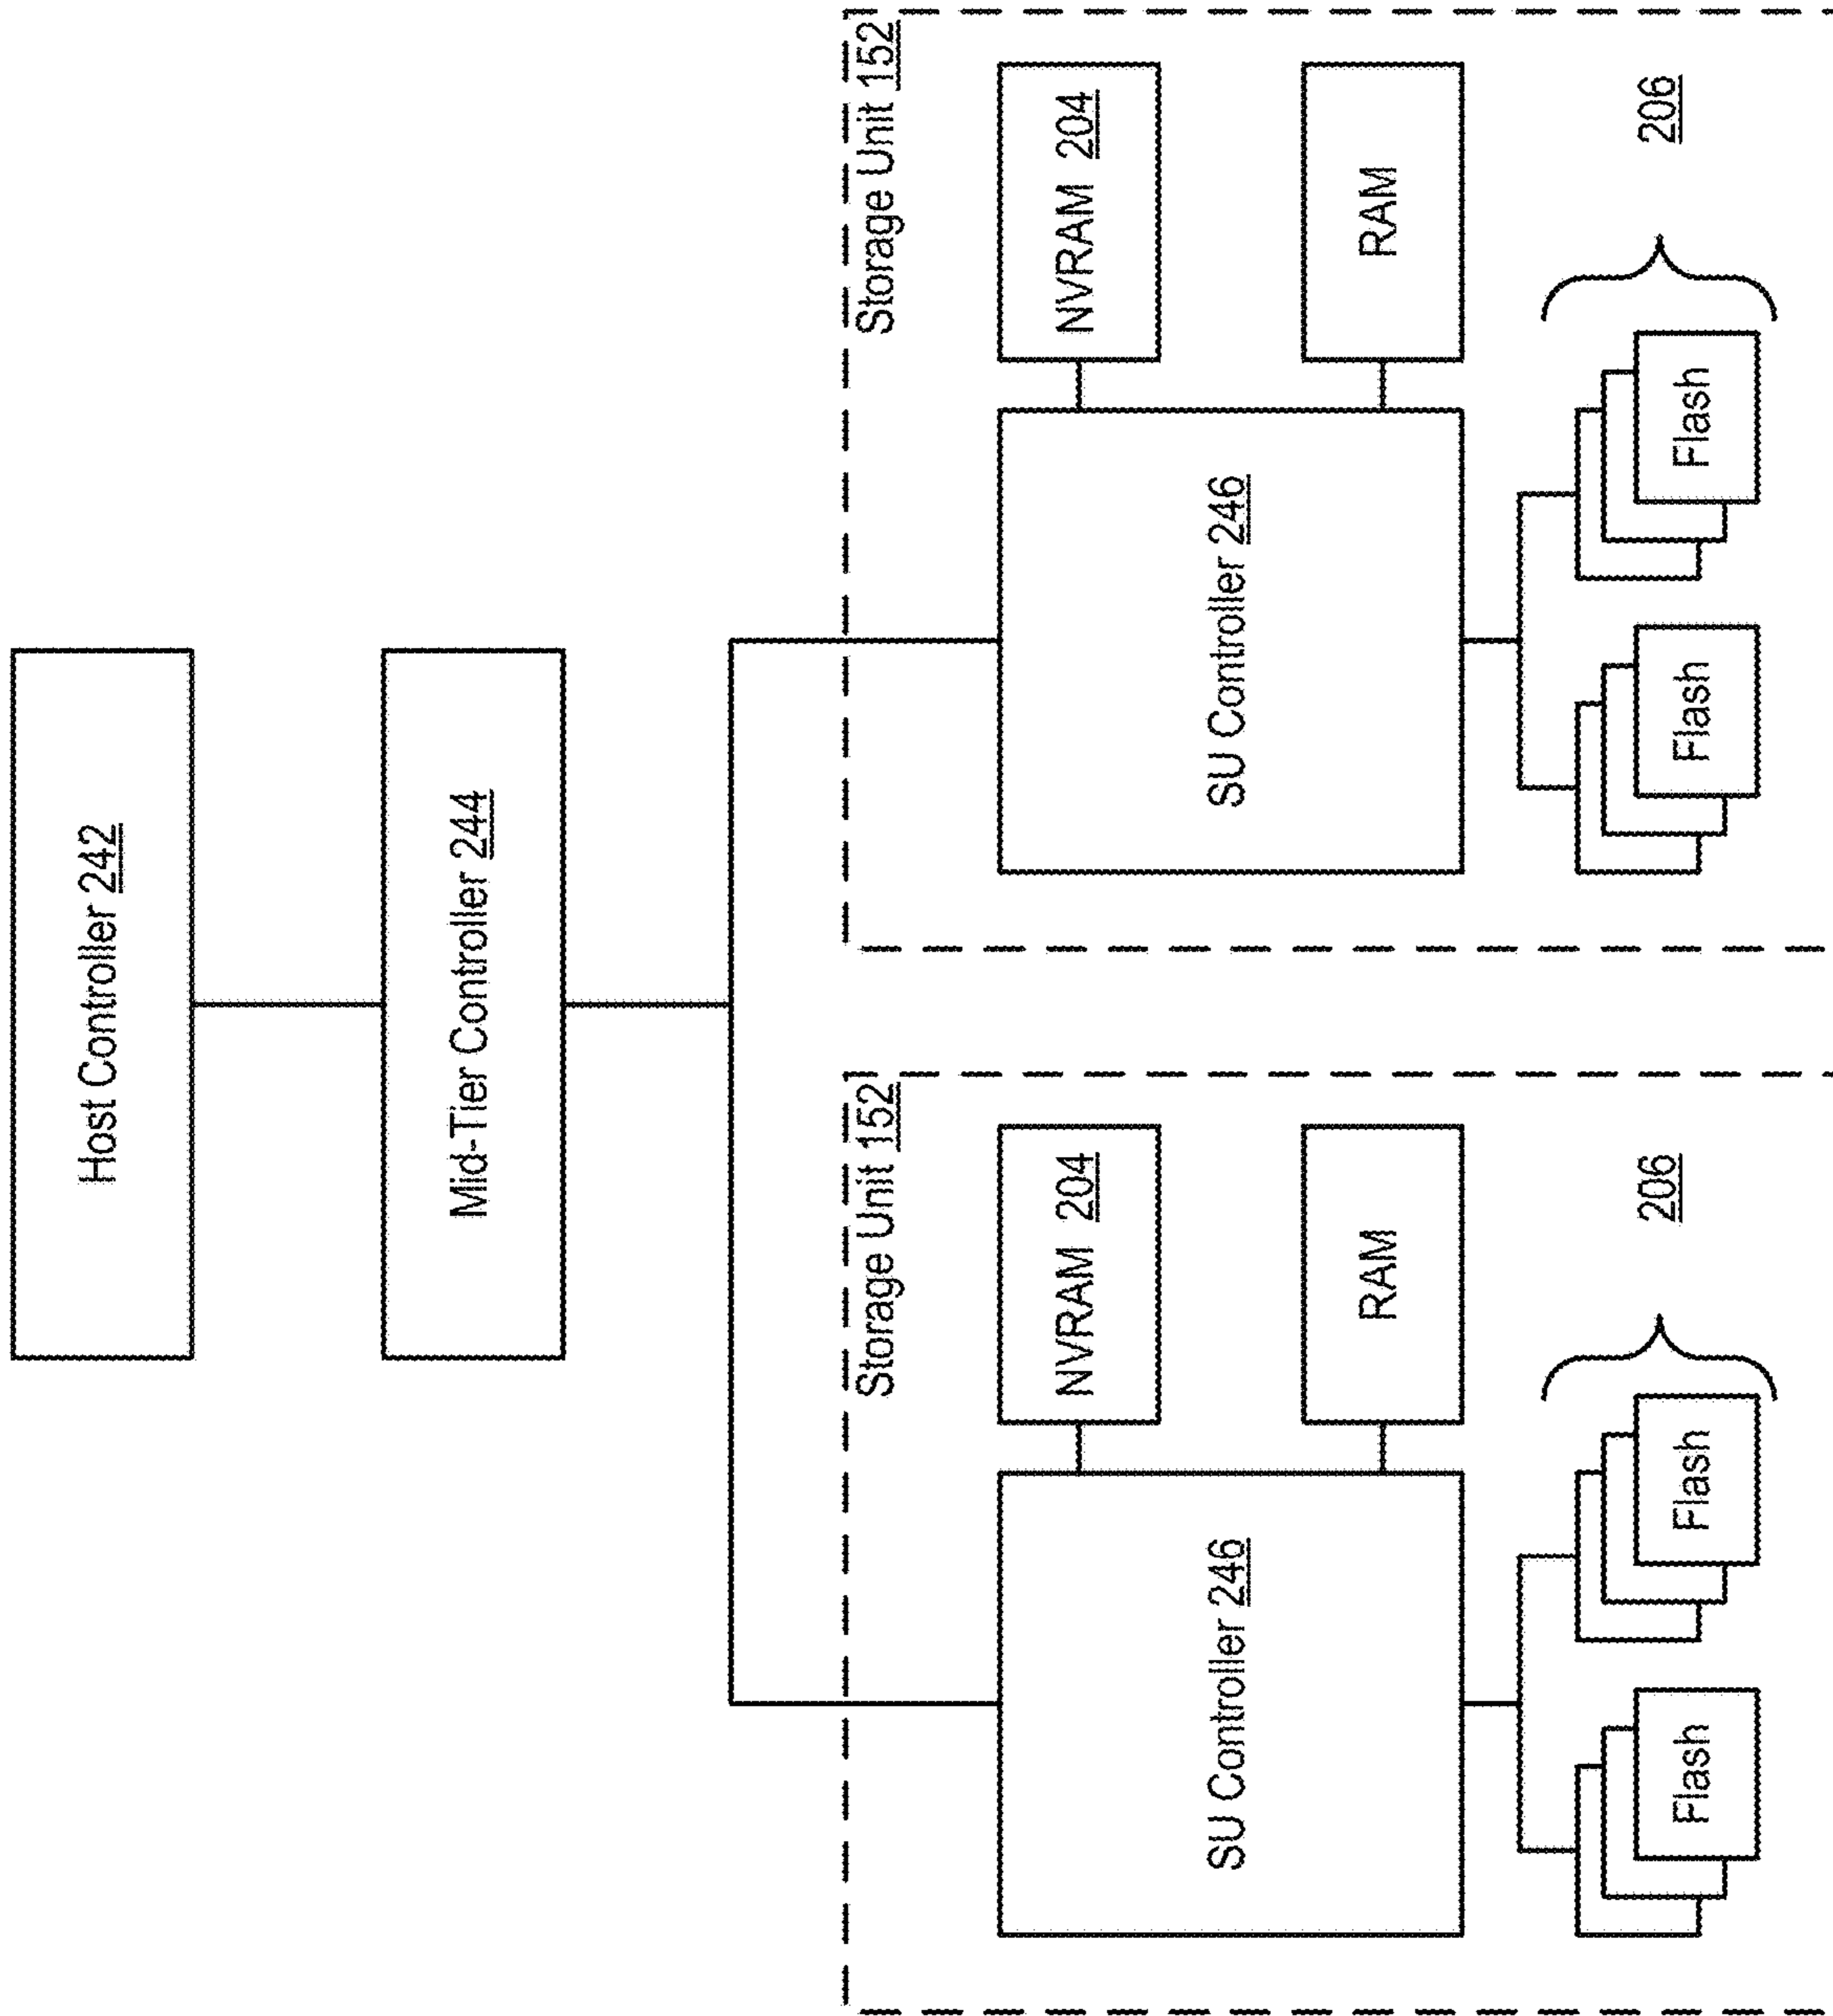 Host Controller 242
Mid-Tier Controller 244
Storage Unit 152
SU Controller 246
NVRAM 204
RAM
Flash
Flash
206
Storage Unit 152
SU Controller 246
NVRAM 204
RAM
Flash
Flash
206